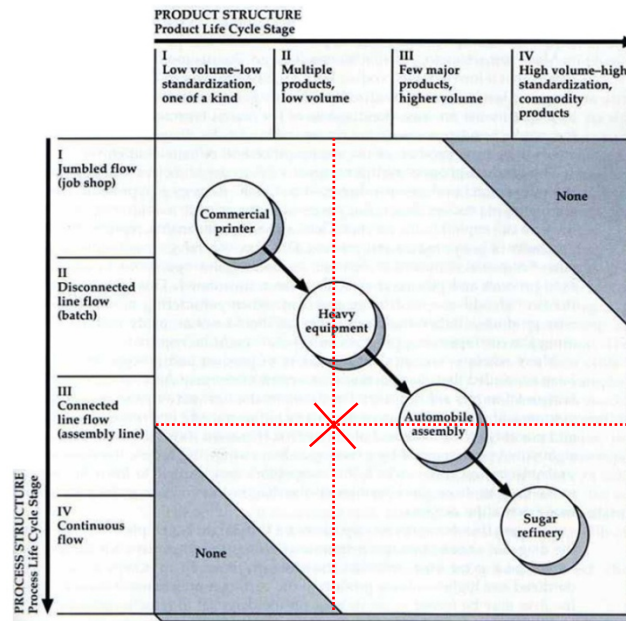 PRODUCT STRUCTURE
Product Life Cycle Stage
I
Low volume–low
standardization,
one of a kind
II
Multiple
products,
low volume
III
Few major
products,
higher volume
IV
High volume–high
standardization,
commodity
products
PROCESS STRUCTURE
Process Life Cycle Stage
I
Jumbled flow
(job shop)
II
Disconnected
line flow
(batch)
III
Connected
line flow
(assembly line)
IV
Continuous
flow
None
Commercial
printer
Heavy
equipment
Automobile
assembly
Sugar
refinery
None